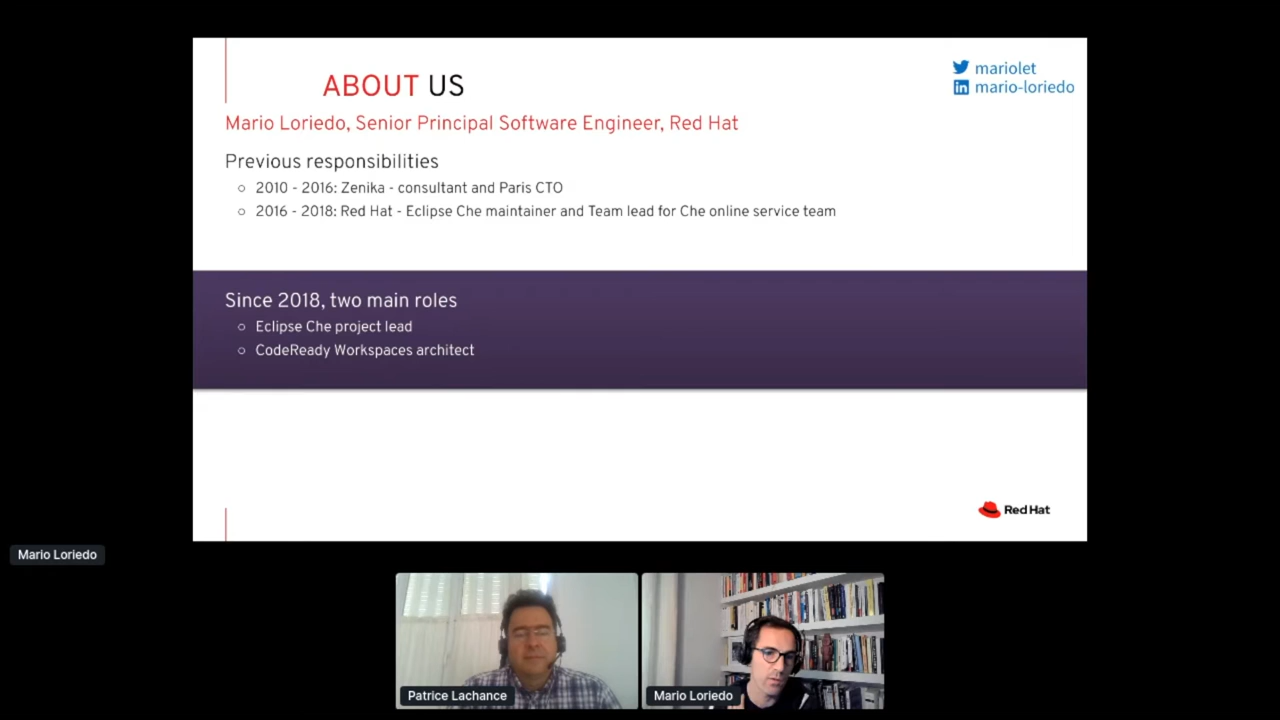 ABOUT US
mariolet
mario-loriedo
Mario Loriedo, Senior Principal Software Engineer, Red Hat
Previous responsibilities
2010 - 2016: Zenika - consultant and Paris CTO
2016 - 2018: Red Hat - Eclipse Che maintainer and Team lead for Che online service team
Since 2018, two main roles
Eclipse Che project lead
CodeReady Workspaces architect
Red Hat
Mario Loriedo
Patrice Lachance
Mario Loriedo